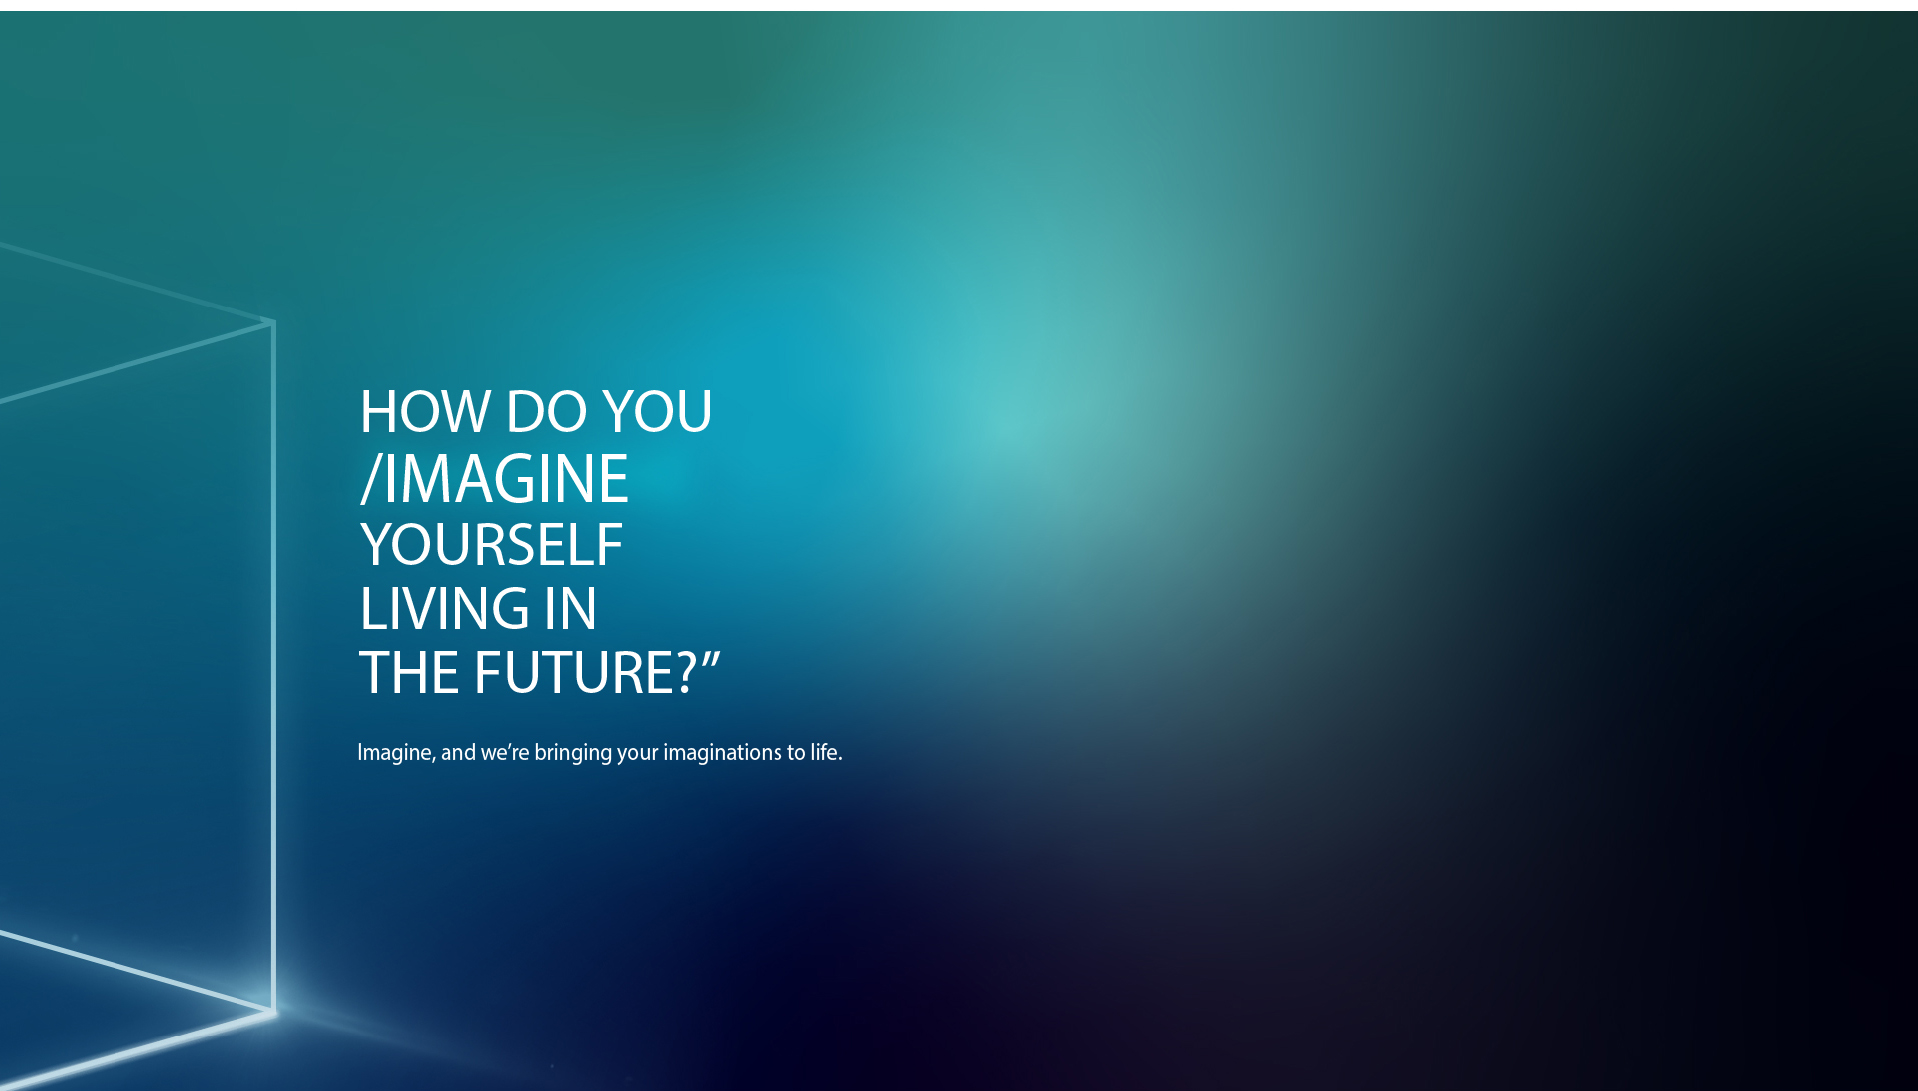 HOW DO YOU
/IMAGINE
YOURSELF
LIVING IN
THE FUTURE?”
Imagine, and we’re bringing your imaginations to life.